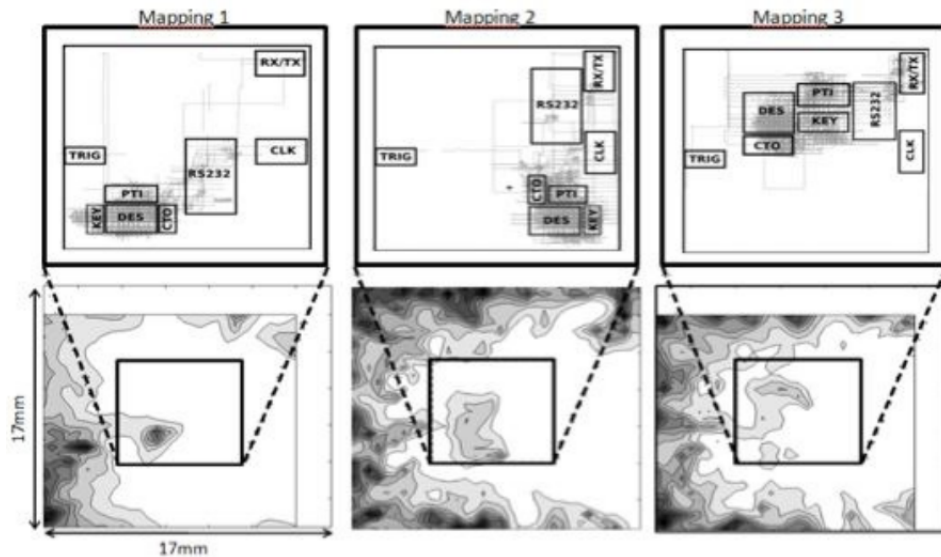 Mapping 1
Mapping 2
Mapping 3
RX/TX
TRIG
RS232
CLK
PTI
KEY
DES
CTO
RX/TX
RS232
TRIG
CLK
CTO
PTI
DES
KEY
RX/TX
DES
PTI
RS232
KEY
CTO
TRIG
CLK
17mm
17mm